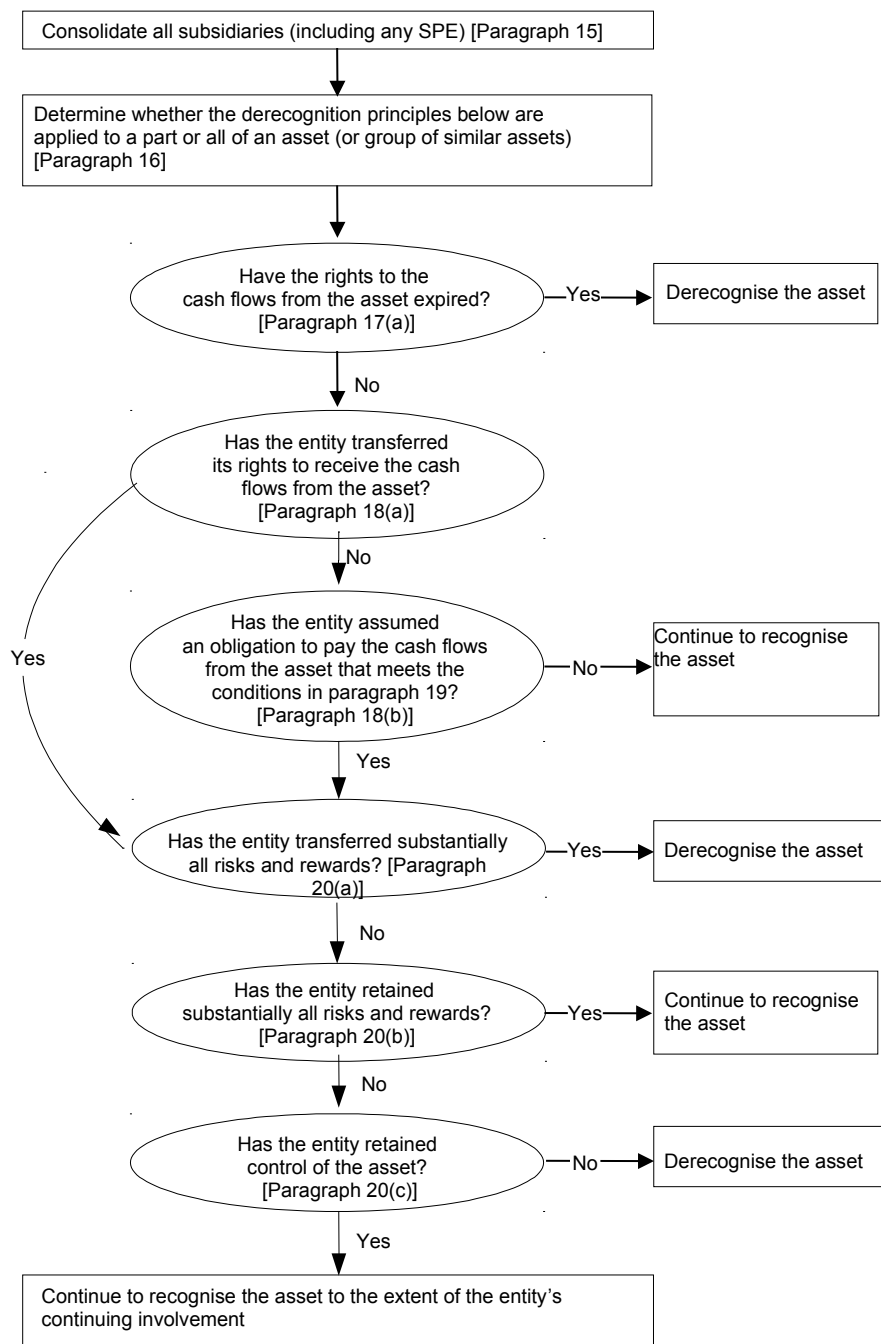 Consolidate all subsidiaries (including any SPE) [Paragraph 15]
Determine whether the derecognition principles below are
applied to a part or all of an asset (or group of similar assets)
[Paragraph 16]
Have the rights to the
cash flows from the asset expired?
[Paragraph 17(a)]
Yes
Derecognise the asset
No
Has the entity transferred
its rights to receive the cash
flows from the asset?
[Paragraph 18(a)]
No
Has the entity assumed
an obligation to pay the cash flows
from the asset that meets the
conditions in paragraph 19?
[Paragraph 18(b)]
No
Continue to recognise
the asset
Yes
Yes
Has the entity transferred substantially
all risks and rewards? [Paragraph
20(a)]
Yes
Derecognise the asset
No
Has the entity retained
substantially all risks and rewards?
[Paragraph 20(b)]
Yes
Continue to recognise
the asset
No
Has the entity retained
control of the asset?
[Paragraph 20(c)]
No
Derecognise the asset
Yes
Continue to recognise the asset to the extent of the entity’s
continuing involvement